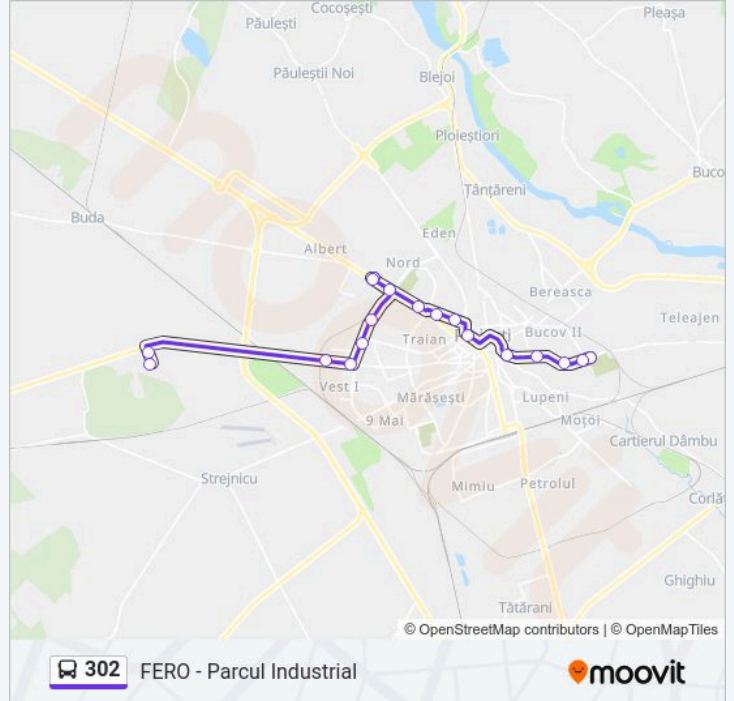 Cocoșești
Pleașa
Păulești
Păuleștii Noi
Blejoi
Ploieștiori
Țânțăreni
Buco
Buda
Eden
Albert
Nord
Bereasca
Teleajen
Traian
Bucov II
Vest I
Mărășești
Lupeni
9 Mai
Moțoi
Cartierul Dâmbu
Strejnicu
Mimiu
Petrolul
Corlă
Ghighiu
Tătărani
© OpenStreetMap contributors | © OpenMapTiles
302 FERO - Parcul Industrial
moovit